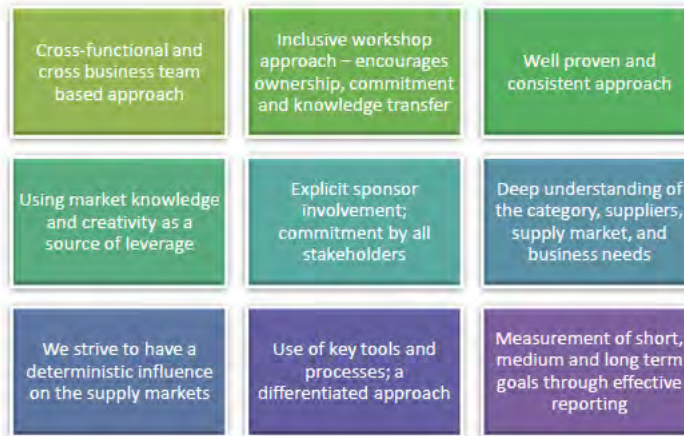 Cross-functional and
cross business team
based approach
Inclusive workshop
approach – encourages
ownership, commitment
and knowledge transfer
Well proven and
consistent approach
Using market knowledge
and creativity as a
source of leverage
Explicit sponsor
involvement;
commitment by all
stakeholders
Deep understanding of
the category, suppliers,
supply market, and
business needs
We strive to have a
deterministic influence
on the supply markets
Use of key tools and
processes; a
differentiated approach
Measurement of short,
medium and long term
goals through effective
reporting